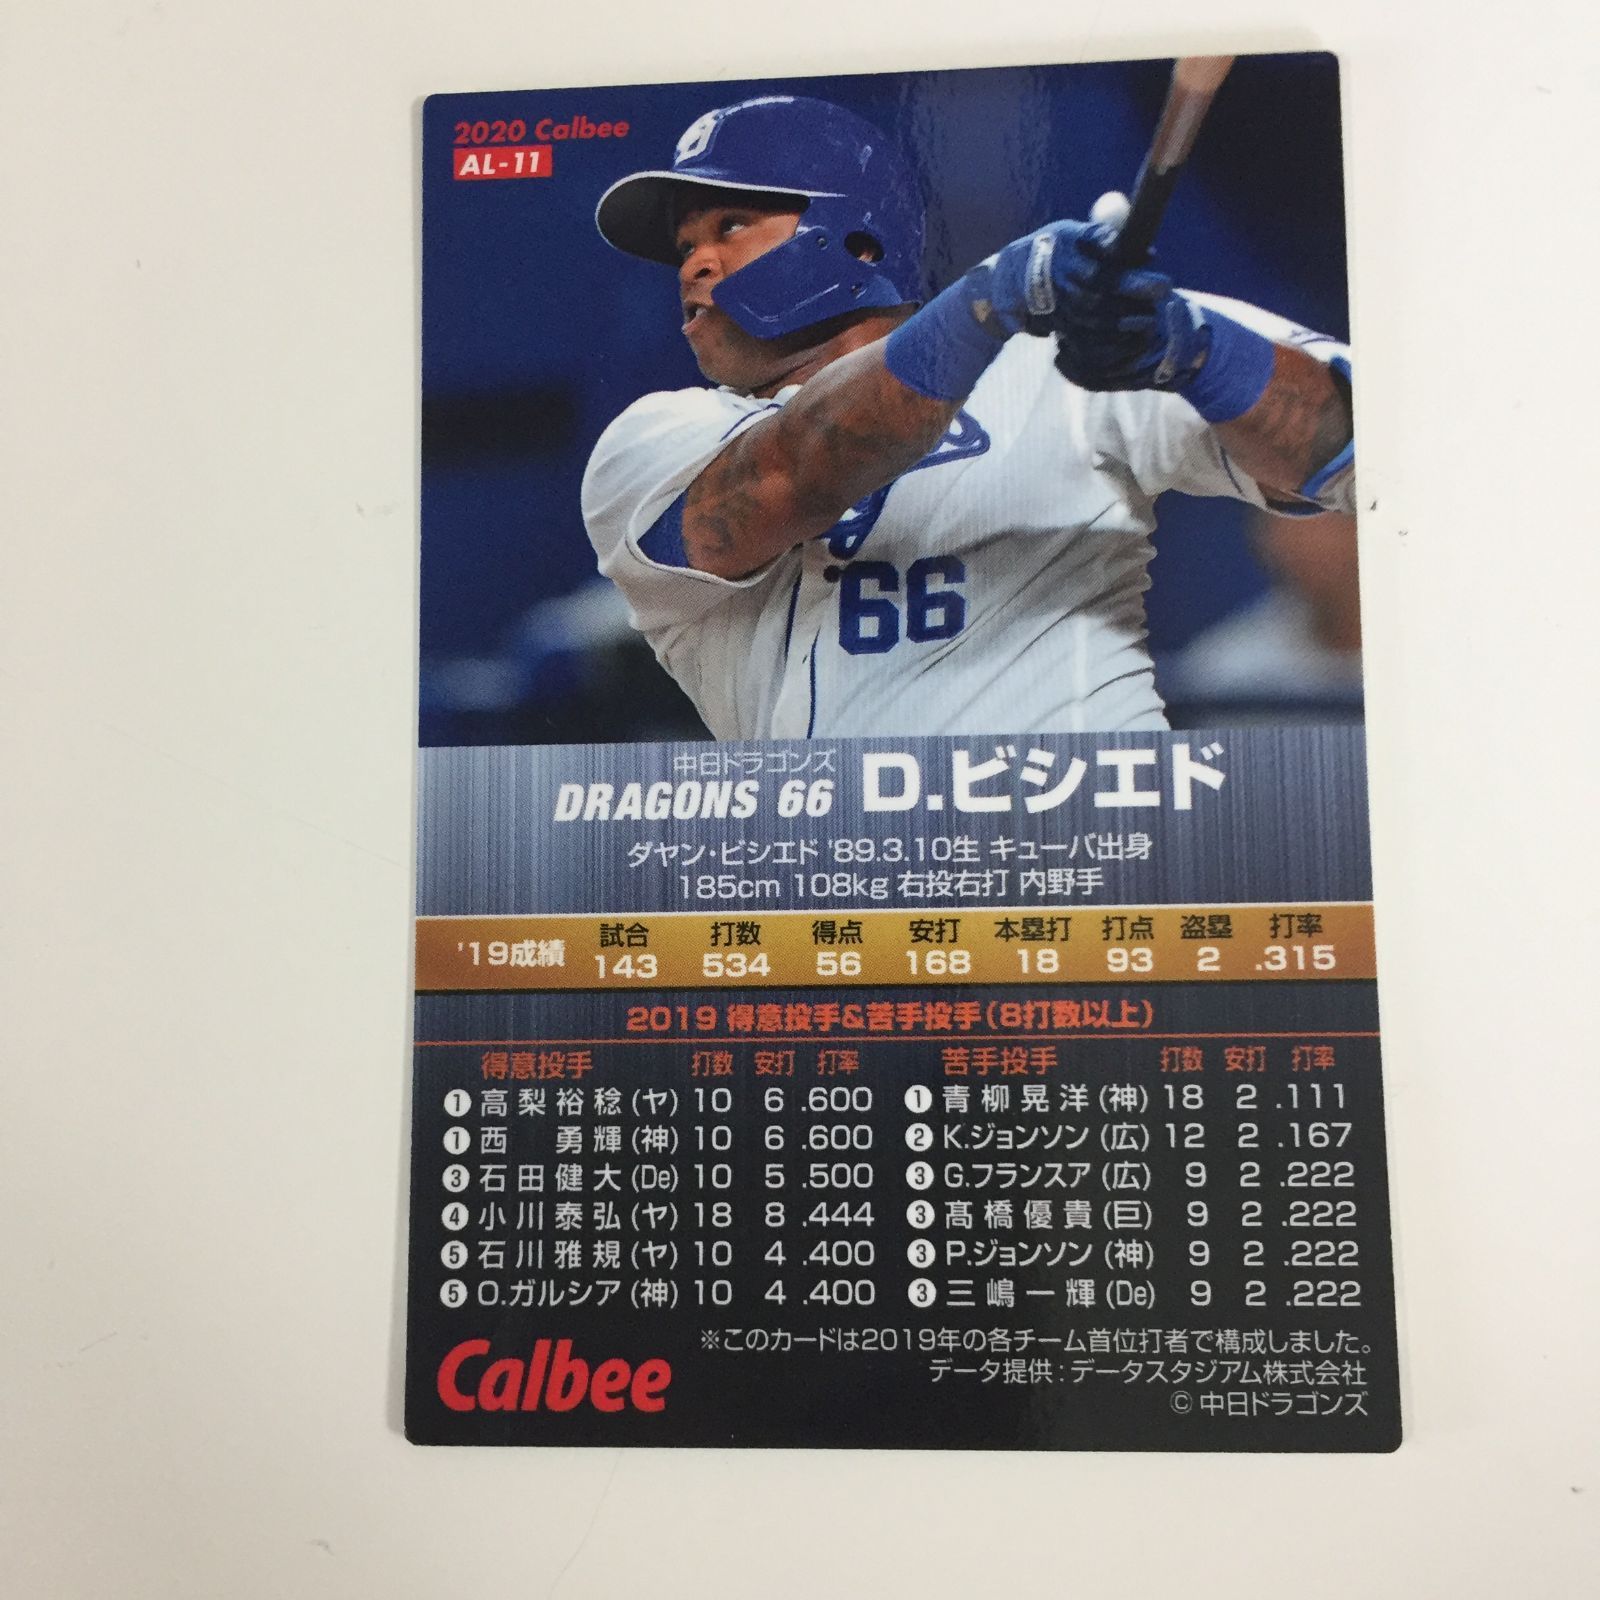 2020 Calbee
AL-11
66
中日ドラゴンズ
DRAGONS 66 D.ビシエド
ダヤン・ビシエド '89.3.10生 キューバ出身
185cm 108kg 右投右打 内野手
'19成績 試合 打数 得点 安打 本塁打 打点 盗塁 打率
143 534 56 168 18 93 2 .315
2019 得意投手&苦手投手(8打数以上)
得意投手 打数 安打 打率 苦手投手 打数 安打 打率
❶高梨裕稔(ヤ) 10 6 .600 ❶青柳晃洋(神) 18 2 .111
❶西 勇輝(神) 10 6 .600 ❷K.ジョンソン(広) 12 2 .167
❸石田健大(De) 10 5 .500 ❸G.フランスア(広) 9 2 .222
❹小川泰弘(ヤ) 18 8 .444 ❸髙橋優貴(巨) 9 2 .222
❺石川雅規(ヤ) 10 4 .400 ❸P.ジョンソン(神) 9 2 .222
❺O.ガルシア(神) 10 4 .400 ❸三嶋一輝(De) 9 2 .222
Calbee
※このカードは2019年の各チーム首位打者で構成しました。
データ提供:データスタジアム株式会社
© 中日ドラゴンズ